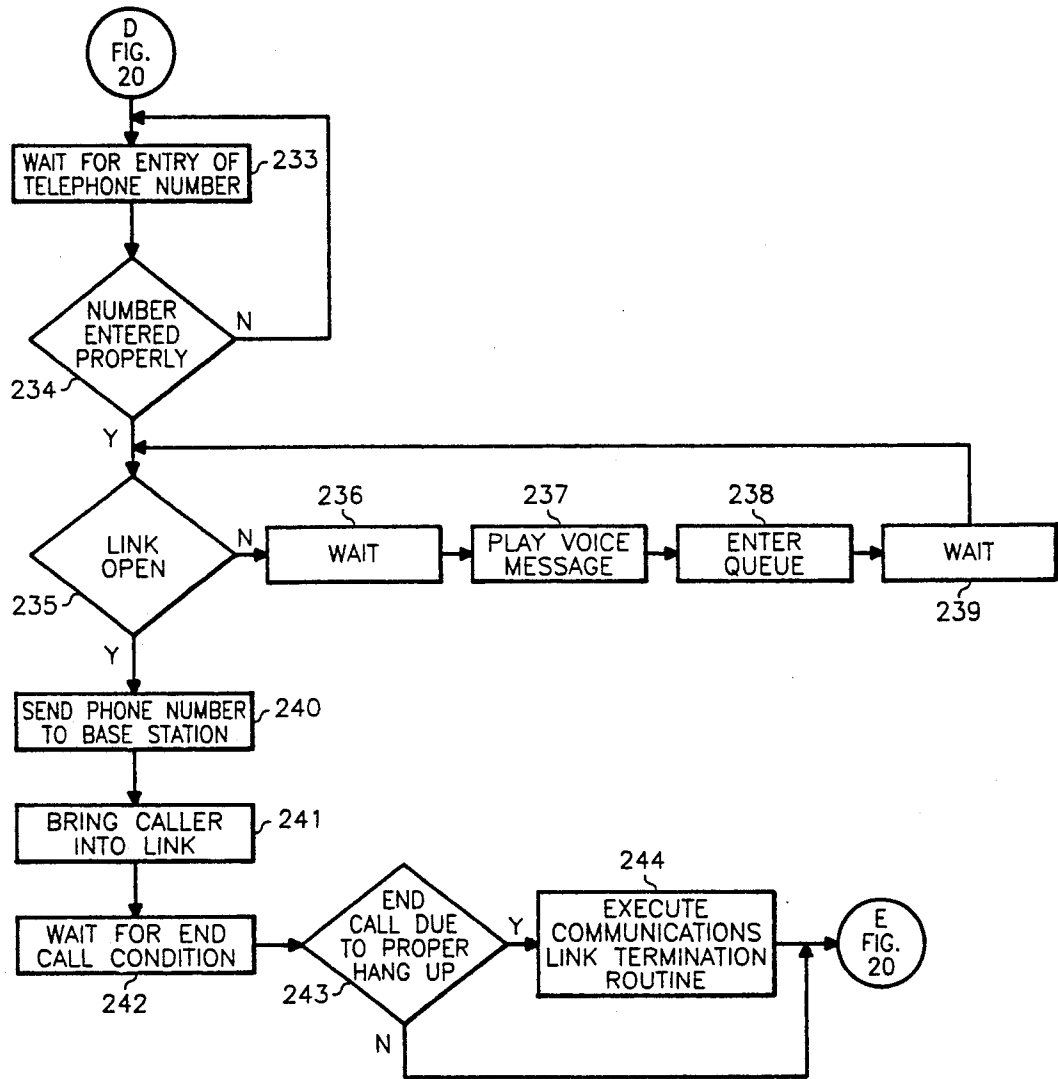 D
FIG.
20
WAIT FOR ENTRY OF
TELEPHONE NUMBER
233
NUMBER
ENTERED
PROPERLY
N
234
Y
LINK
OPEN
N
235
236
WAIT
237
PLAY VOICE
MESSAGE
238
ENTER
QUEUE
WAIT
239
Y
SEND PHONE NUMBER
TO BASE STATION
240
BRING CALLER
INTO LINK
241
WAIT FOR END
CALL CONDITION
242
END
CALL DUE
TO PROPER
HANG UP
Y
243
N
244
EXECUTE
COMMUNICATIONS
LINK TERMINATION
ROUTINE
E
FIG.
20